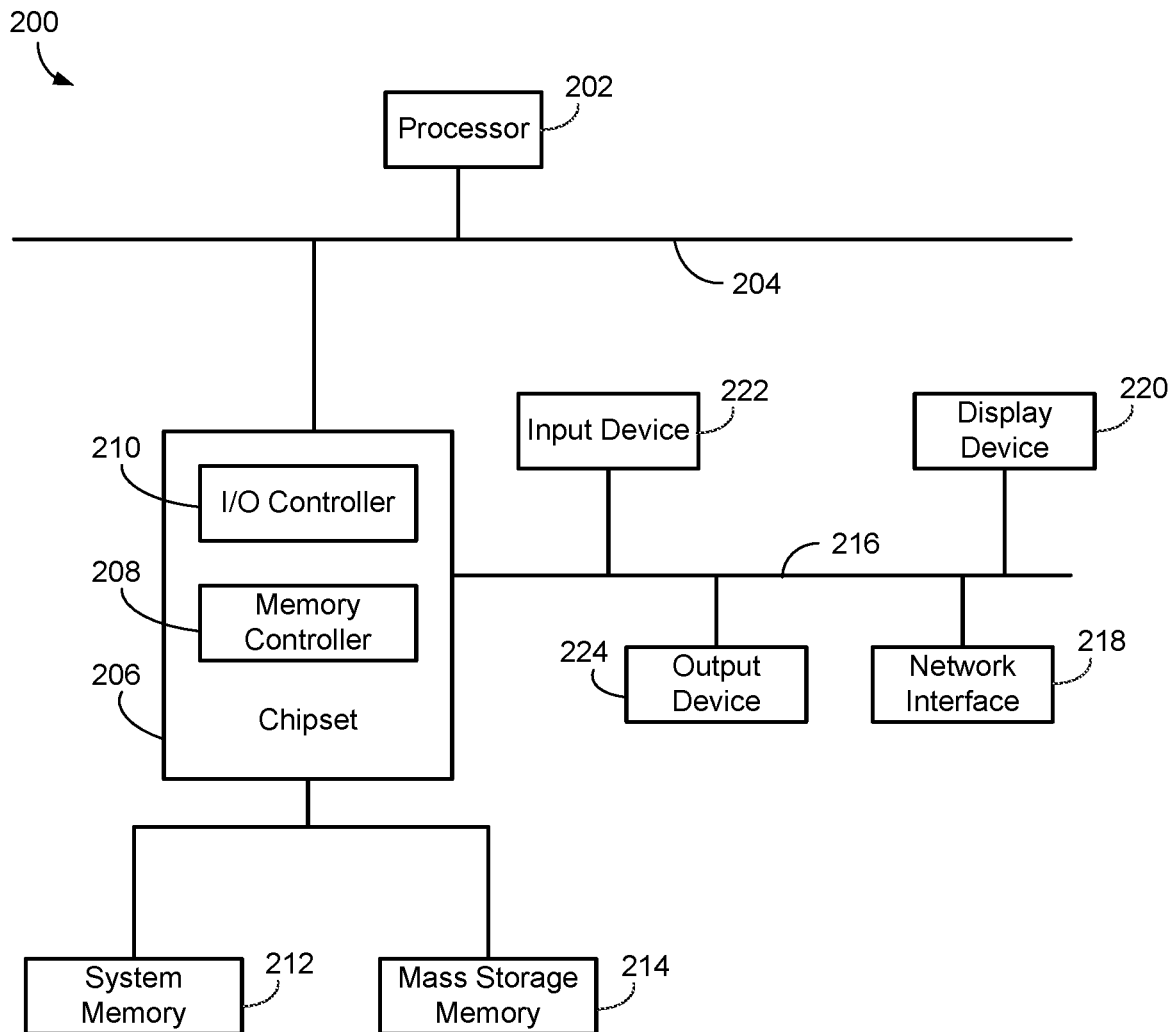 200
202
Processor
204
222
220
Input Device
Display
Device
210
I/O Controller
216
208
Memory
Controller
224
Output
Device
218
Network
Interface
206
Chipset
System
Memory
212
Mass Storage
Memory
214